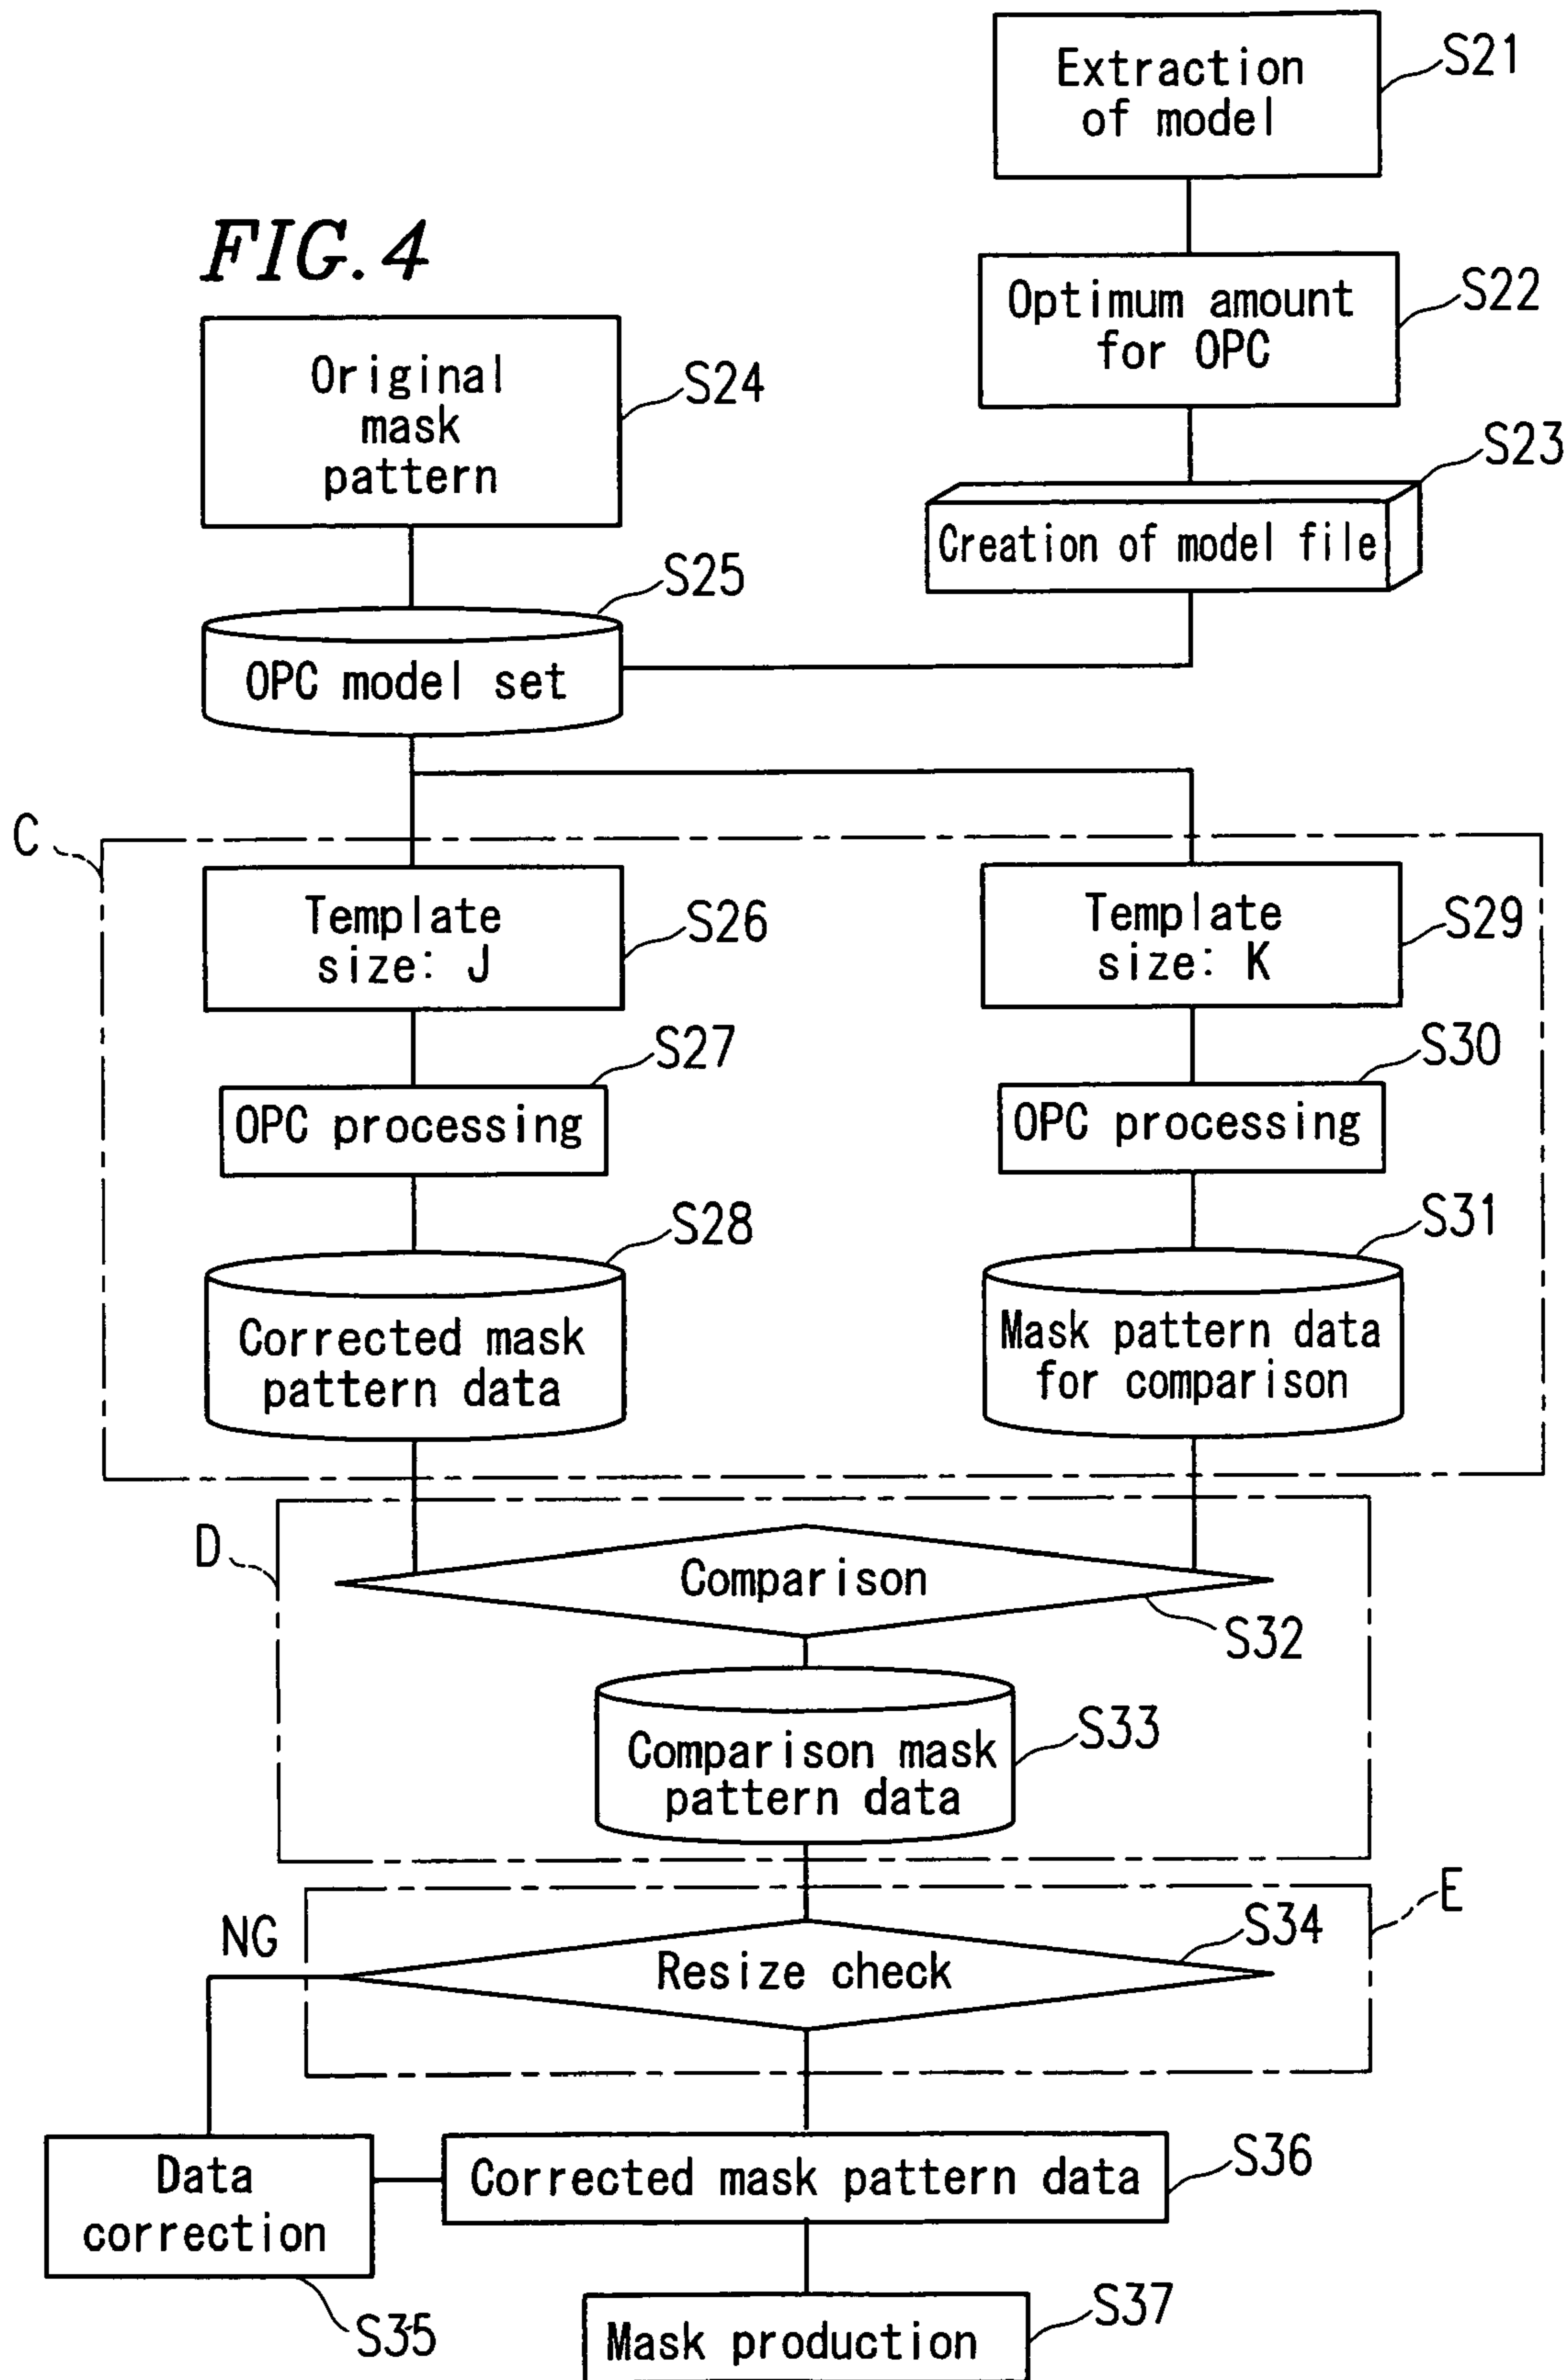 Extraction
of model
S21
FIG. 4
Optimum amount
for OPC
S22
Original
mask
pattern
S24
S23
Creation of model file
S25
OPC model set
C
Template
size: J
S26
Template
size: K
S29
S27
OPC processing
S30
OPC processing
S28
Corrected mask
pattern data
S31
Mask pattern data
for comparison
D
Comparison
S32
Comparison mask
pattern data
S33
E
NG
S34
Resize check
Data
correction
S35
Corrected mask pattern data
S36
Mask production
S37